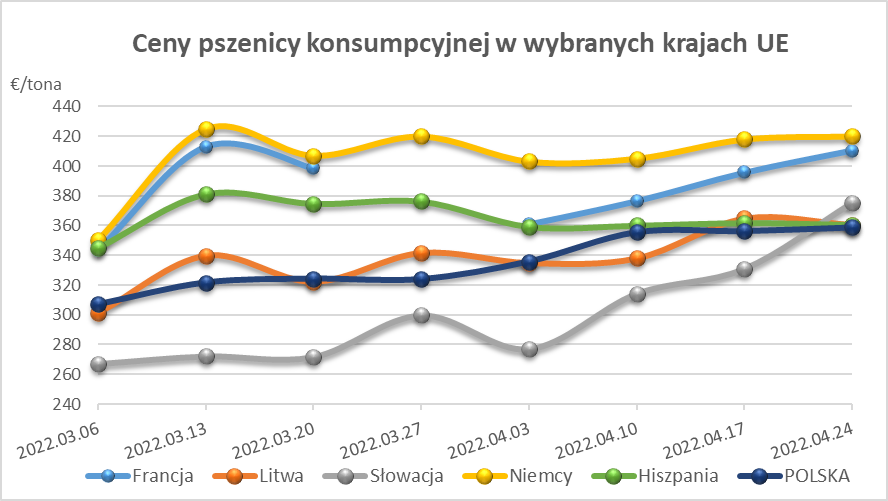 Ceny pszenicy konsumpcyjnej w wybranych krajach UE
€/tona
440
420
400
380
360
340
320
300
280
260
240
2022.03.06 2022.03.13 2022.03.20 2022.03.27 2022.04.03 2022.04.10 2022.04.17 2022.04.24
Francja Litwa Słowacja Niemcy Hiszpania POLSKA